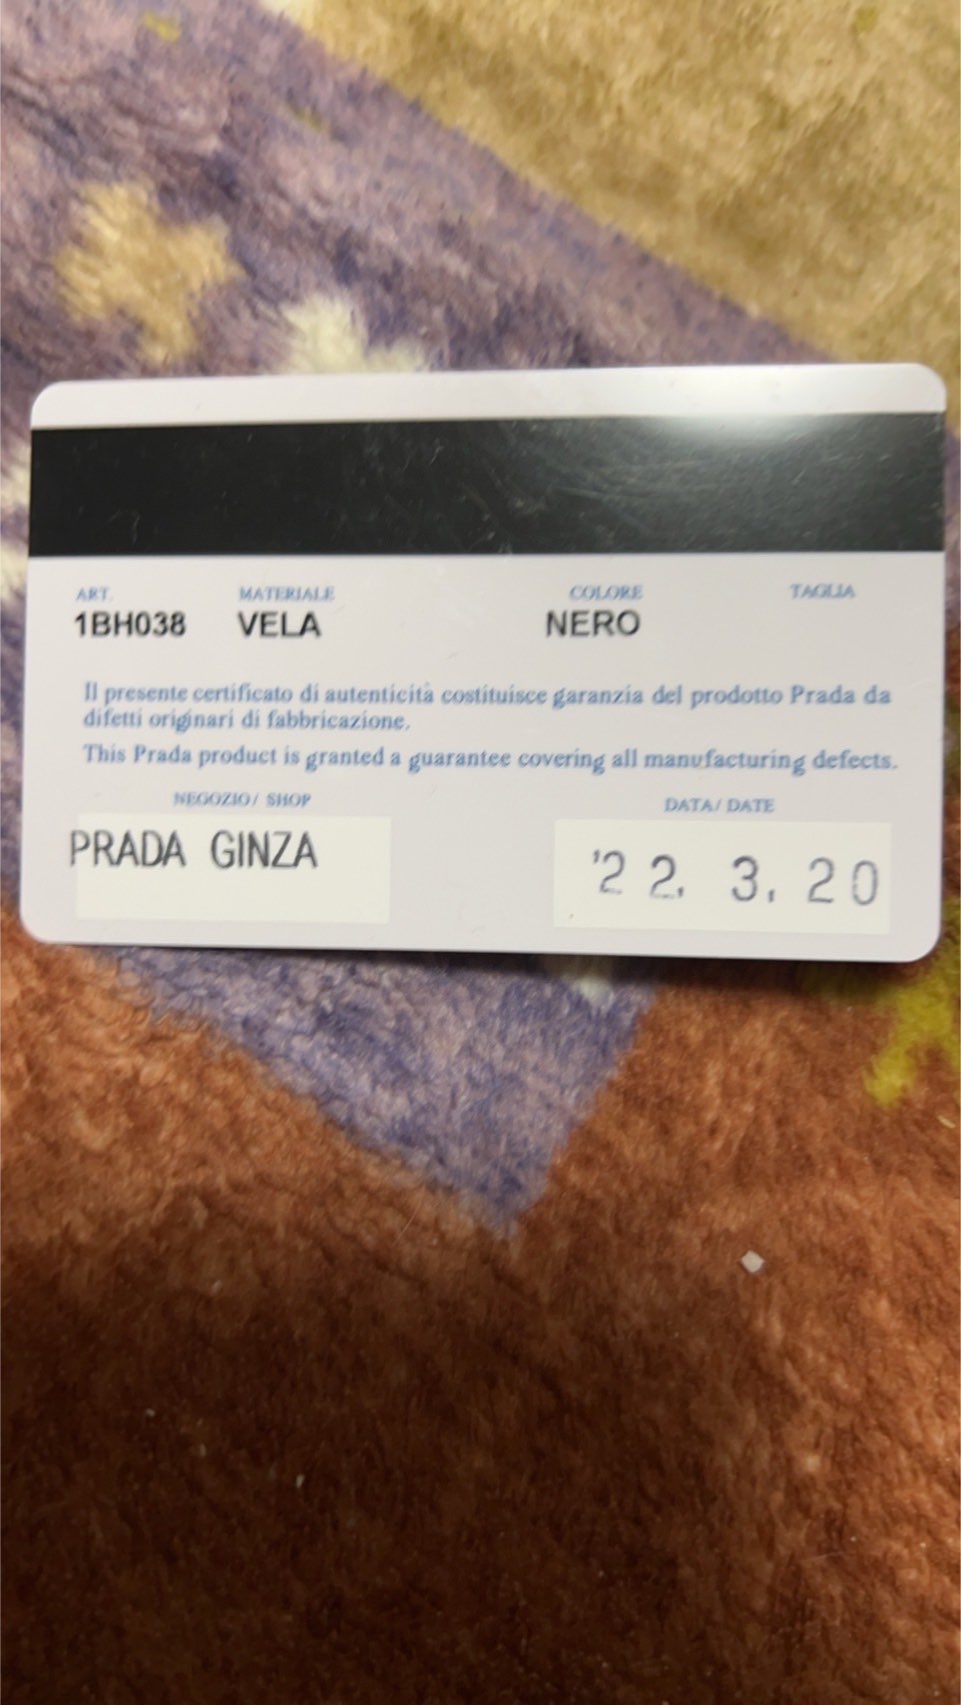 ART. MATERIALE COLORE TAGLIA
1BH038 VELA NERO
Il presente certificato di autenticità costituisce garanzia del prodotto Prada da
difetti originari di fabbricazione.
This Prada product is granted a guarantee covering all manufacturing defects.
NEGOZIO/ SHOP DATA/ DATE
PRADA GINZA '22. 3. 20